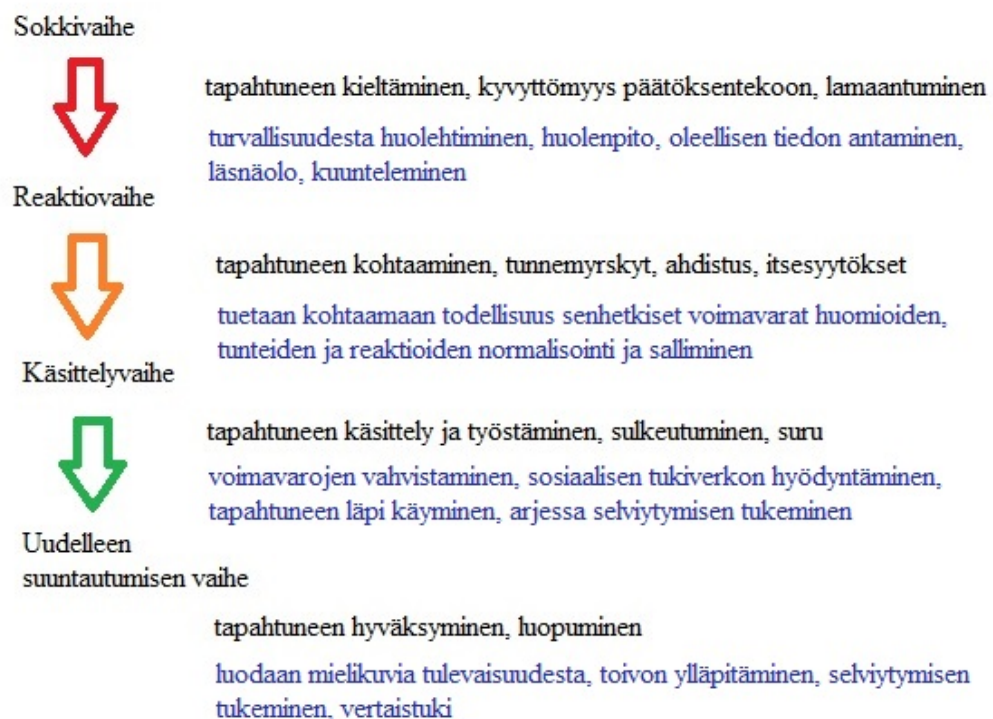 Sokkivaihe
tapahtuneen kieltäminen, kyvyttömyys päätöksentekoon, lamaantuminen
turvallisuudesta huolehtiminen, huolenpito, oleellisen tiedon antaminen,
läsnäolo, kuunteleminen
Reaktiovaihe
tapahtuneen kohtaaminen, tunnemyrskyt, ahdistus, itsesyytökset
tuetaan kohtaamaan todellisuus senhetkiset voimavarat huomioiden,
tunteiden ja reaktioiden normalisointi ja salliminen
Käsittelyvaihe
tapahtuneen käsittely ja työstäminen, sulkeutuminen, suru
voimavarojen vahvistaminen, sosiaalisen tukiverkon hyödyntäminen,
tapahtuneen läpi käyminen, arjessa selviytymisen tukeminen
Uudelleen
suuntautumisen vaihe
tapahtuneen hyväksyminen, luopuminen
luodaan mielikuvia tulevaisuudesta, toivon ylläpitäminen, selviytymisen
tukeminen, vertaistuki